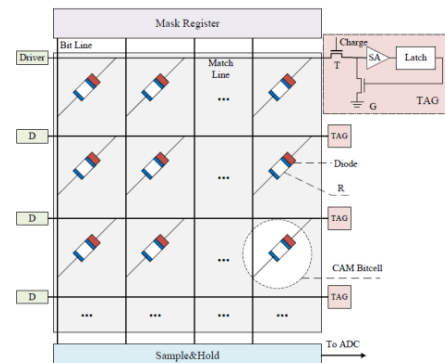 Mask Register
Bit Line
Driver
Match
Line
...
Charge
T
SA
Latch
G
TAG
D
TAG
...
Diode
R
D
TAG
...
CAM Bitcell
D
TAG
... ... ... ...
To ADC
Sample&Hold